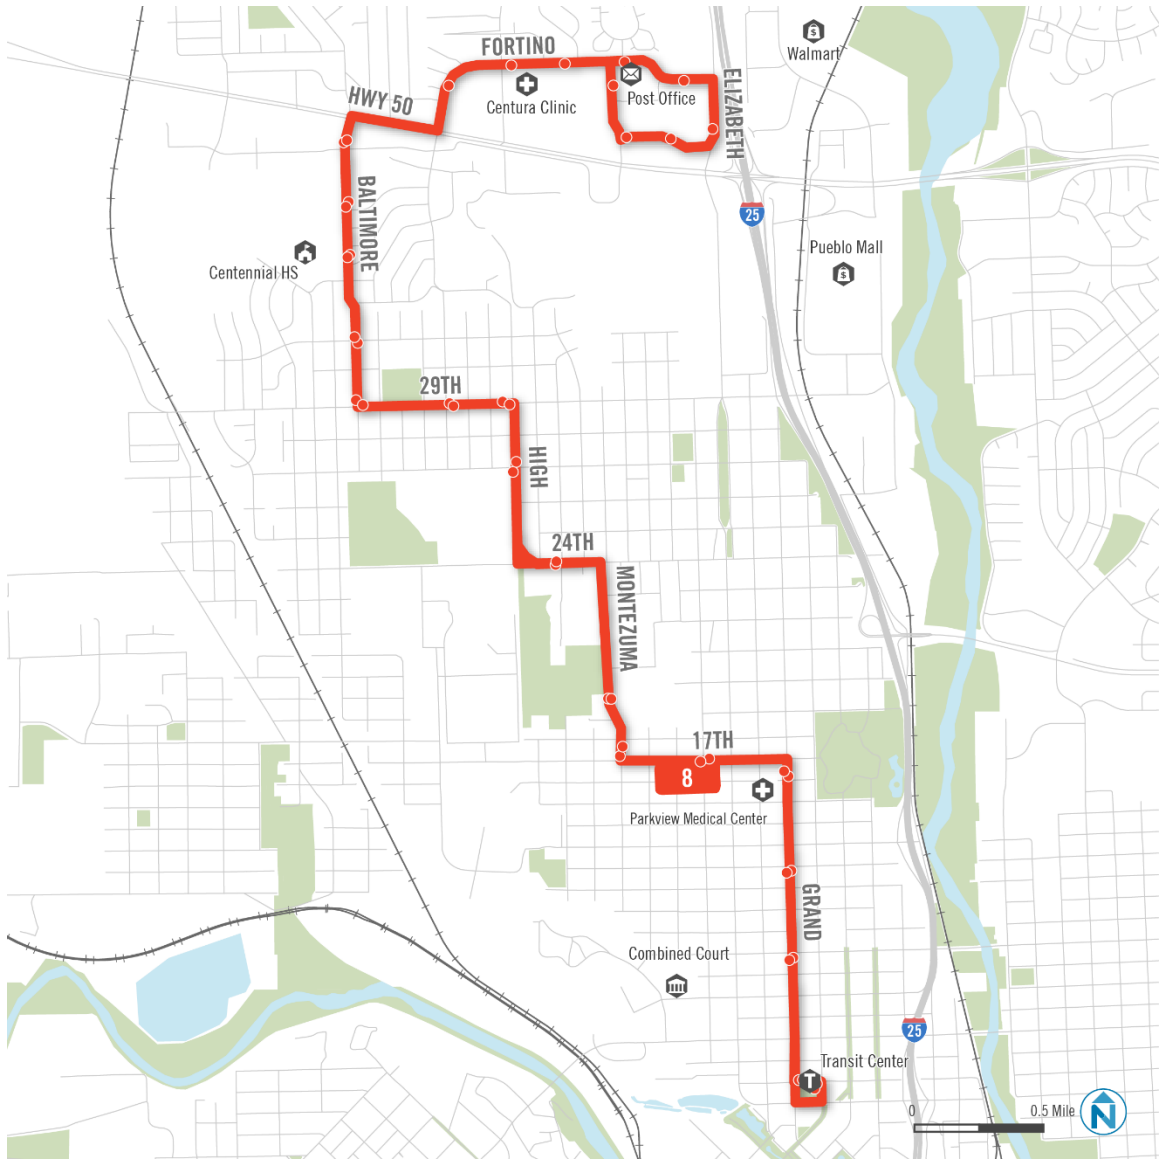 Walmart
FORTINO
Post Office
ELIZABETH
Centura Clinic
HWY 50
BALTIMORE
25
Pueblo Mall
Centennial HS
29TH
HIGH
24TH
MONTEZUMA
17TH
8
Parkview Medical Center
GRAND
Combined Court
25
T
Transit Center
0
0.5 Mile
N